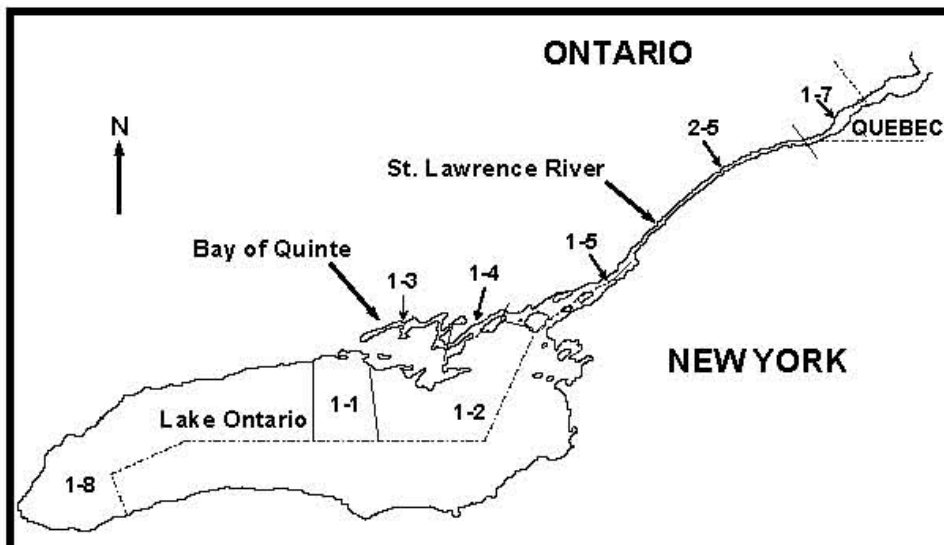 ONTARIO
N
1-7
QUEBEC
2-5
St. Lawrence River
Bay of Quinte
1-5
1-3
1-4
NEW YORK
Lake Ontario
1-1
1-2
1-8